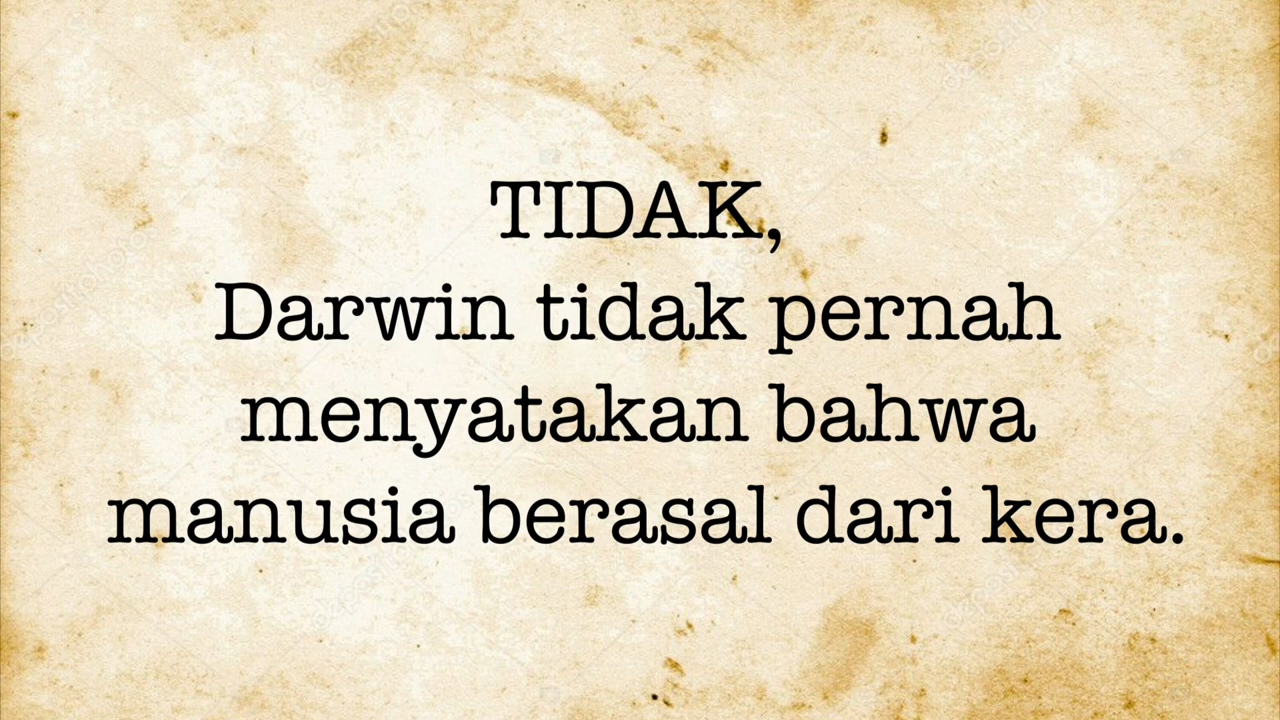 TIDAK,
Darwin tidak pernah
menyatakan bahwa
manusia berasal dari kera.